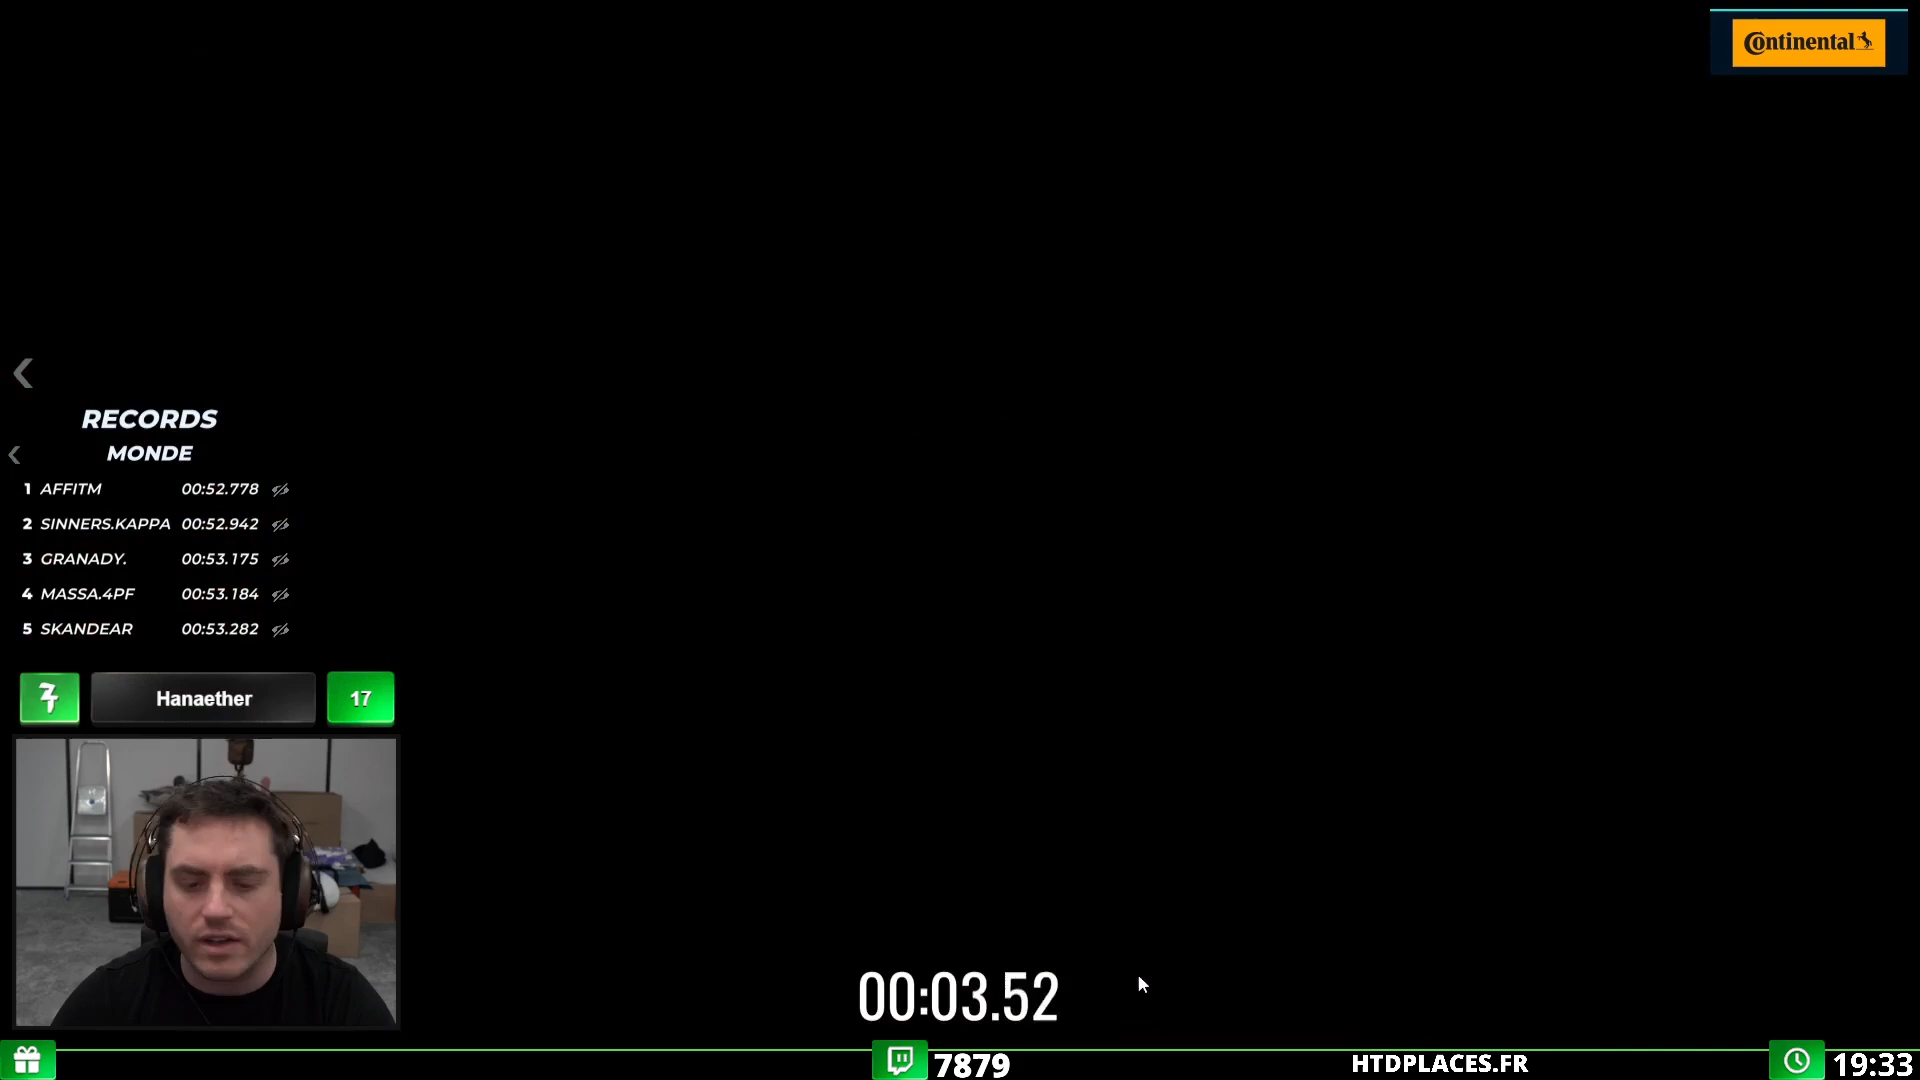 Continental
RECORDS
MONDE
1 AFFITM 00:52.778
2 SINNERS.KAPPA 00:52.942
3 GRANADY. 00:53.175
4 MASSA.4PF 00:53.184
5 SKANDEAR 00:53.282
Hanaether 17
00:03.52
7879 HTDPLACES.FR 19:33